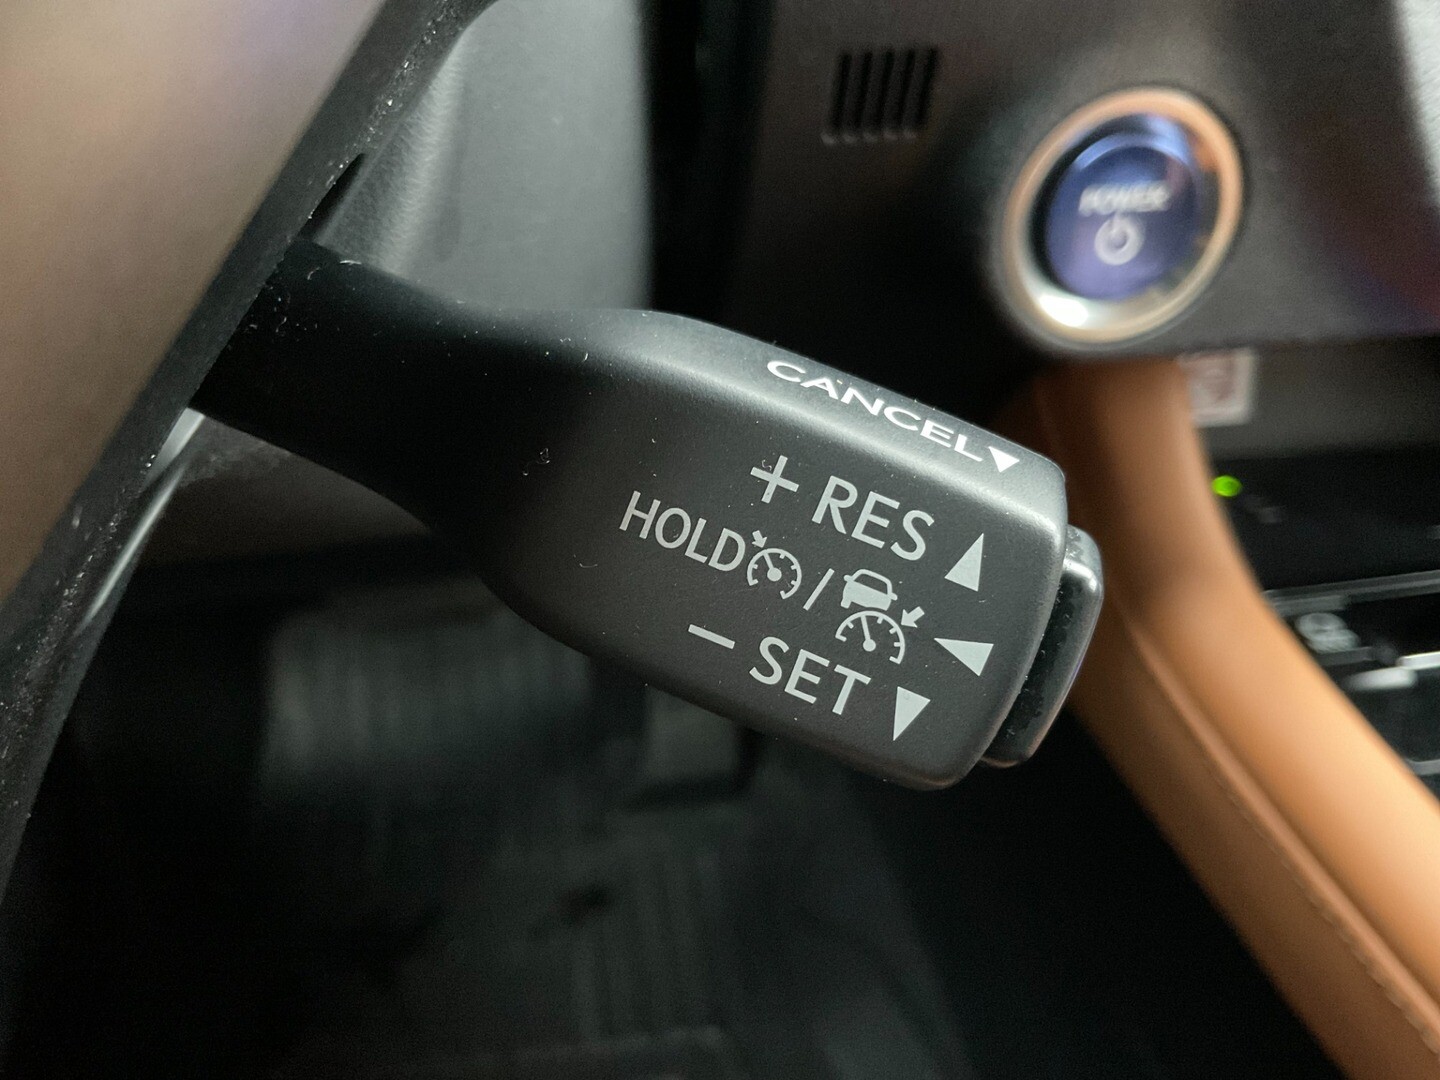 POWER
CANCEL
+ RES
HOLD /
− SET